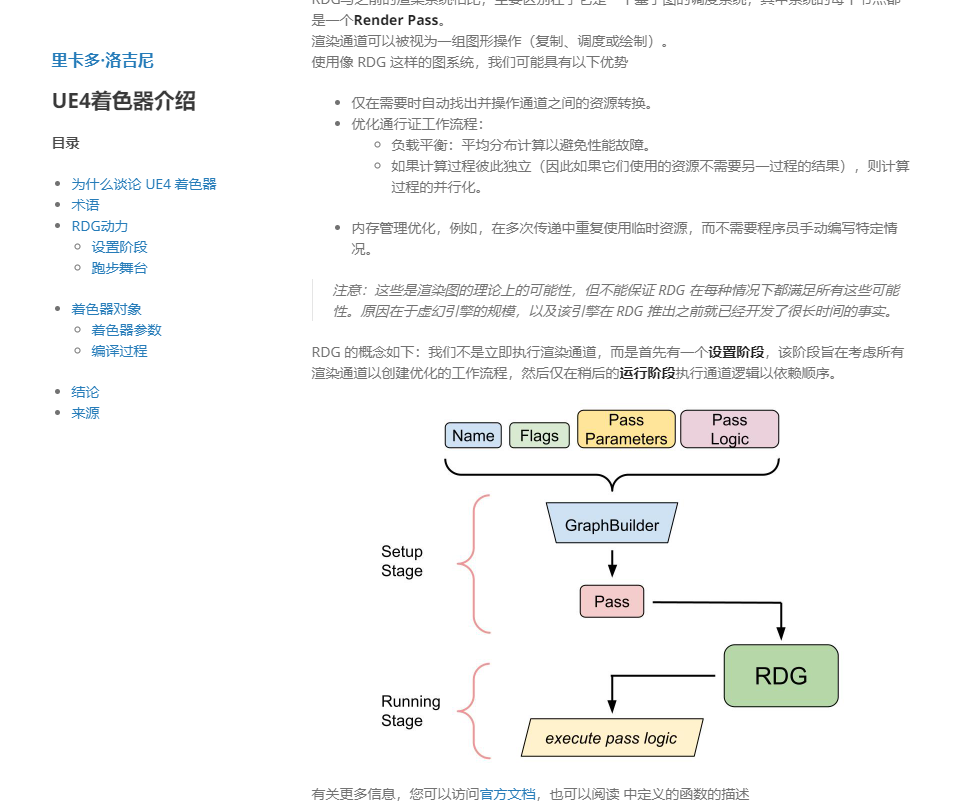 里卡多·洛吉尼
UE4着色器介绍
目录
为什么谈论 UE4 着色器
术语
RDG动力
设置阶段
跑步舞台
着色器对象
着色器参数
编译过程
结论
来源
是一个Render Pass。
渲染通道可以被视为一组图形操作（复制、调度或绘制）。
使用像 RDG 这样的图系统，我们可能具有以下优势
仅在需要时自动找出并操作通道之间的资源转换。
优化通行证工作流程：
负载平衡：平均分布计算以避免性能故障。
如果计算过程彼此独立（因此如果它们使用的资源不需要另一过程的结果），则计算
过程的并行化。
内存管理优化，例如，在多次传递中重复使用临时资源，而不需要程序员手动编写特定情
况。
注意：这些是渲染图的理论上的可能性，但不能保证 RDG 在每种情况下都满足所有这些可能
性。原因在于虚幻引擎的规模，以及该引擎在 RDG 推出之前就已经开发了很长时间的事实。
RDG 的概念如下：我们不是立即执行渲染通道，而是首先有一个设置阶段，该阶段旨在考虑所有
渲染通道以创建优化的工作流程，然后仅在稍后的运行阶段执行通道逻辑以依赖顺序。
Name
Flags
Pass
Parameters
Pass
Logic
GraphBuilder
Setup
Stage
Pass
RDG
Running
Stage
execute pass logic
有关更多信息，您可以访问官方文档，也可以阅读 中定义的函数的描述